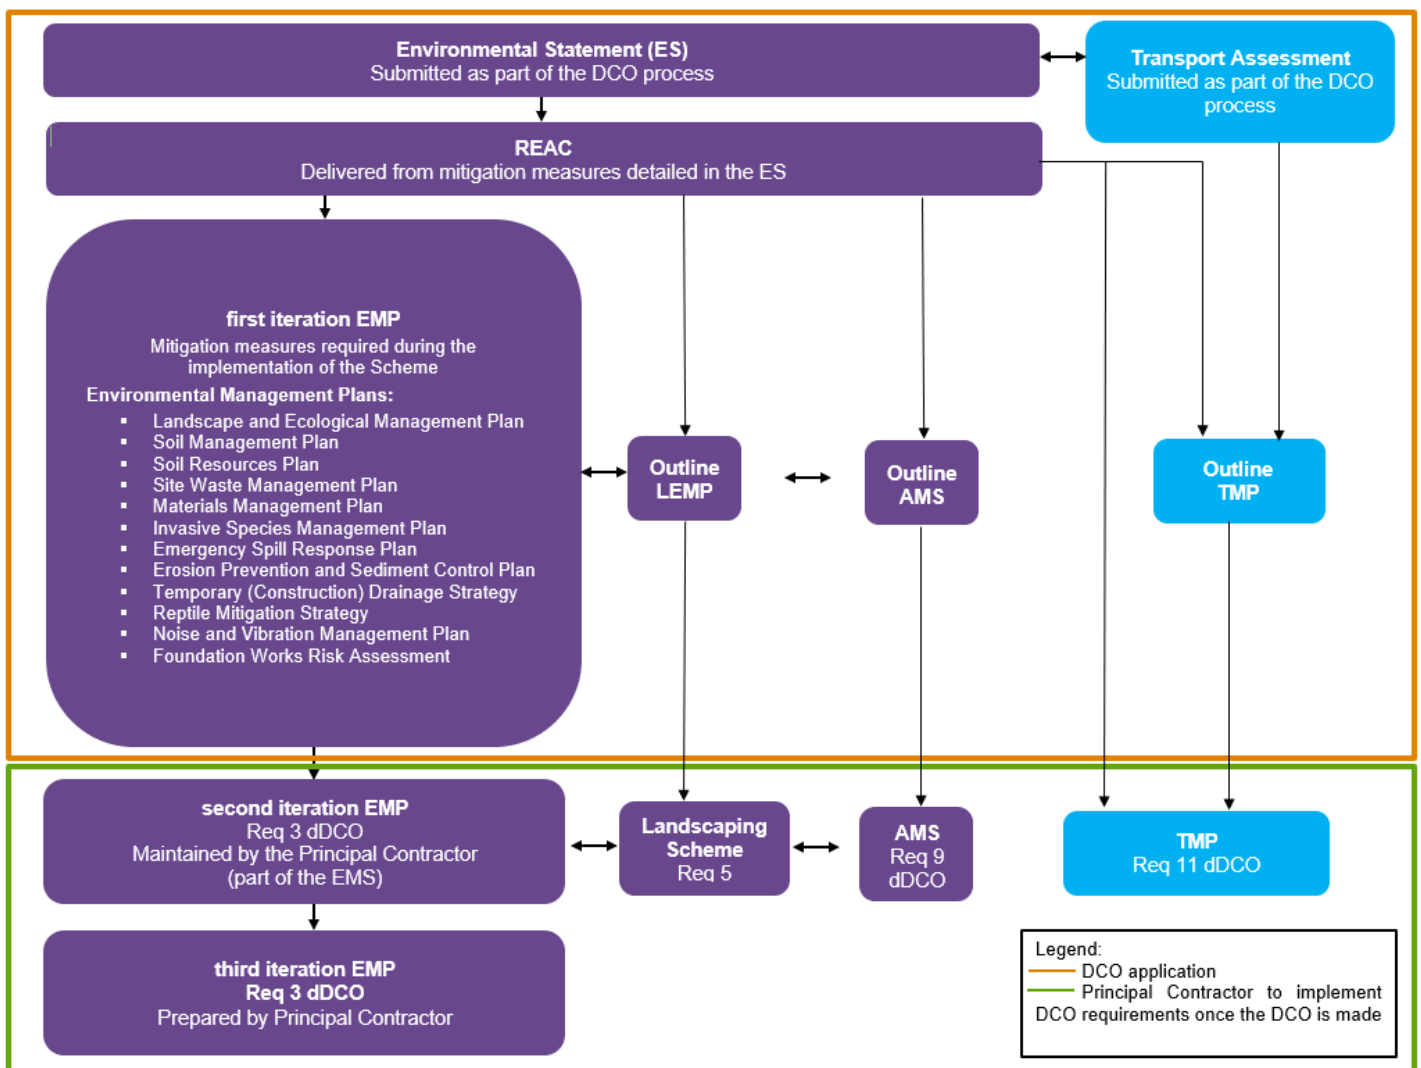 Environmental Statement (ES)
Submitted as part of the DCO process
Transport Assessment
Submitted as part of the DCO
process
REAC
Delivered from mitigation measures detailed in the ES
first iteration EMP
Mitigation measures required during the
implementation of the Scheme
Environmental Management Plans:
▪ Landscape and Ecological Management Plan
▪ Soil Management Plan
▪ Soil Resources Plan
▪ Site Waste Management Plan
▪ Materials Management Plan
▪ Invasive Species Management Plan
▪ Emergency Spill Response Plan
▪ Erosion Prevention and Sediment Control Plan
▪ Temporary (Construction) Drainage Strategy
▪ Reptile Mitigation Strategy
▪ Noise and Vibration Management Plan
▪ Foundation Works Risk Assessment
Outline
LEMP
Outline
AMS
Outline
TMP
second iteration EMP
Req 3 dDCO
Maintained by the Principal Contractor
(part of the EMS)
Landscaping
Scheme
Req 5
AMS
Req 9
dDCO
TMP
Req 11 dDCO
third iteration EMP
Req 3 dDCO
Prepared by Principal Contractor
Legend:
DCO application
Principal Contractor to implement
DCO requirements once the DCO is made